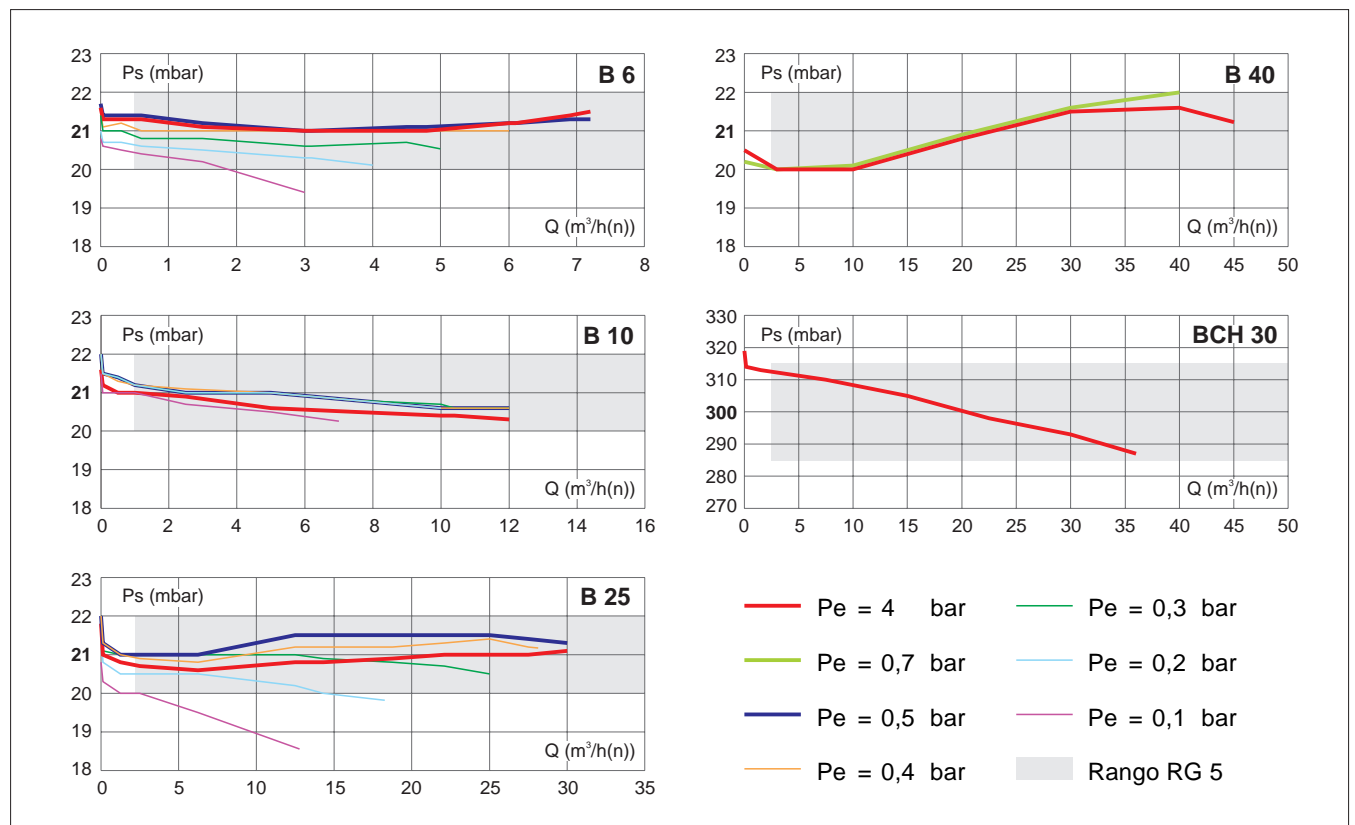 23
Ps (mbar)
B 6
22
21
20
19
Q (m³/h(n))
18
0 1 2 3 4 5 6 7 8
23
Ps (mbar)
B 40
22
21
20
19
Q (m³/h(n))
18
0 5 10 15 20 25 30 35 40 45 50
23
Ps (mbar)
B 10
22
21
20
19
Q (m³/h(n))
18
0 2 4 6 8 10 12 14 16
330
Ps (mbar)
BCH 30
320
310
300
290
280
Q (m³/h(n))
270
0 5 10 15 20 25 30 35 40 45 50
23
Ps (mbar)
B 25
22
21
20
19
Q (m³/h(n))
18
0 5 10 15 20 25 30 35
Pe = 4 bar
Pe = 0,7 bar
Pe = 0,5 bar
Pe = 0,4 bar
Pe = 0,3 bar
Pe = 0,2 bar
Pe = 0,1 bar
Rango RG 5